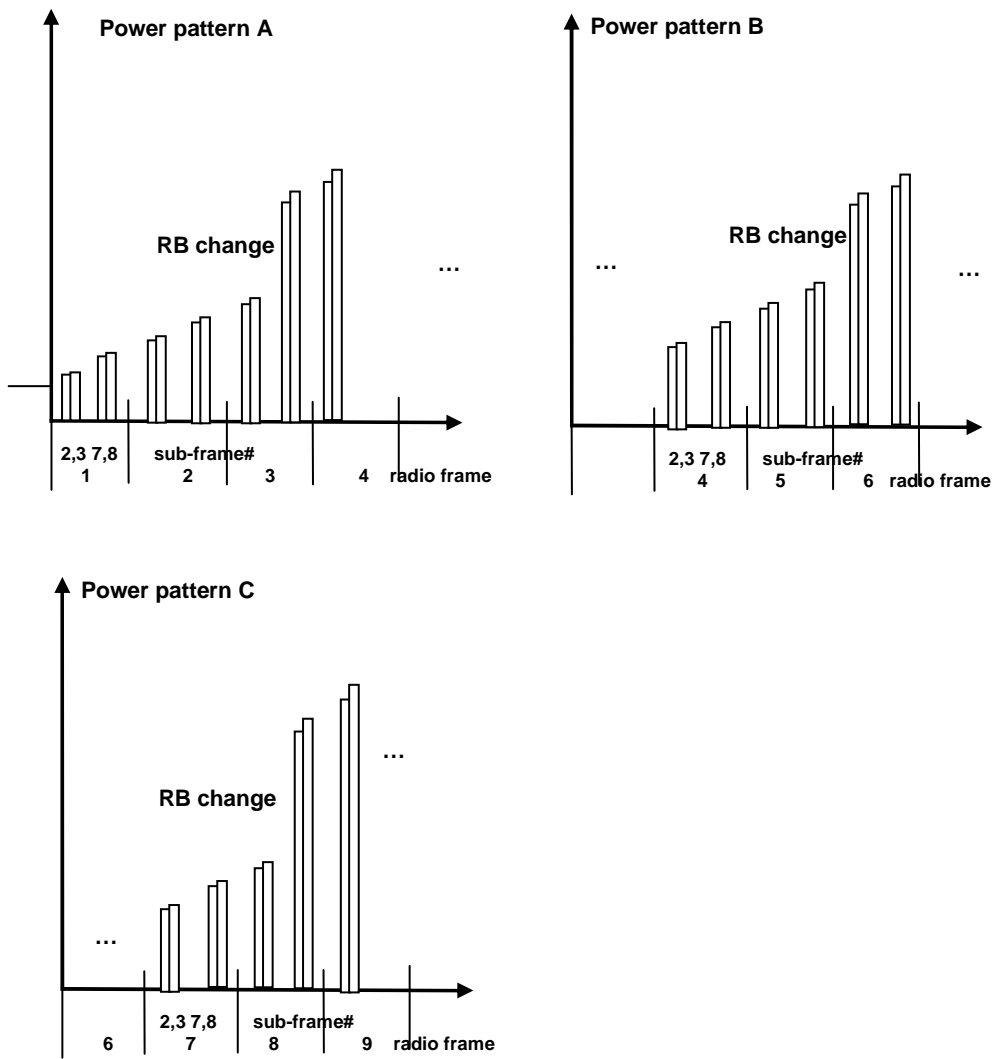 Power pattern A
RB change
…
2,3 7,8 sub-frame#
1 2 3 4 radio frame
Power pattern B
RB change
…
…
2,3 7,8 sub-frame#
4 5 6 radio frame
Power pattern C
RB change
…
…
2,3 7,8 sub-frame#
6 7 8 9 radio frame